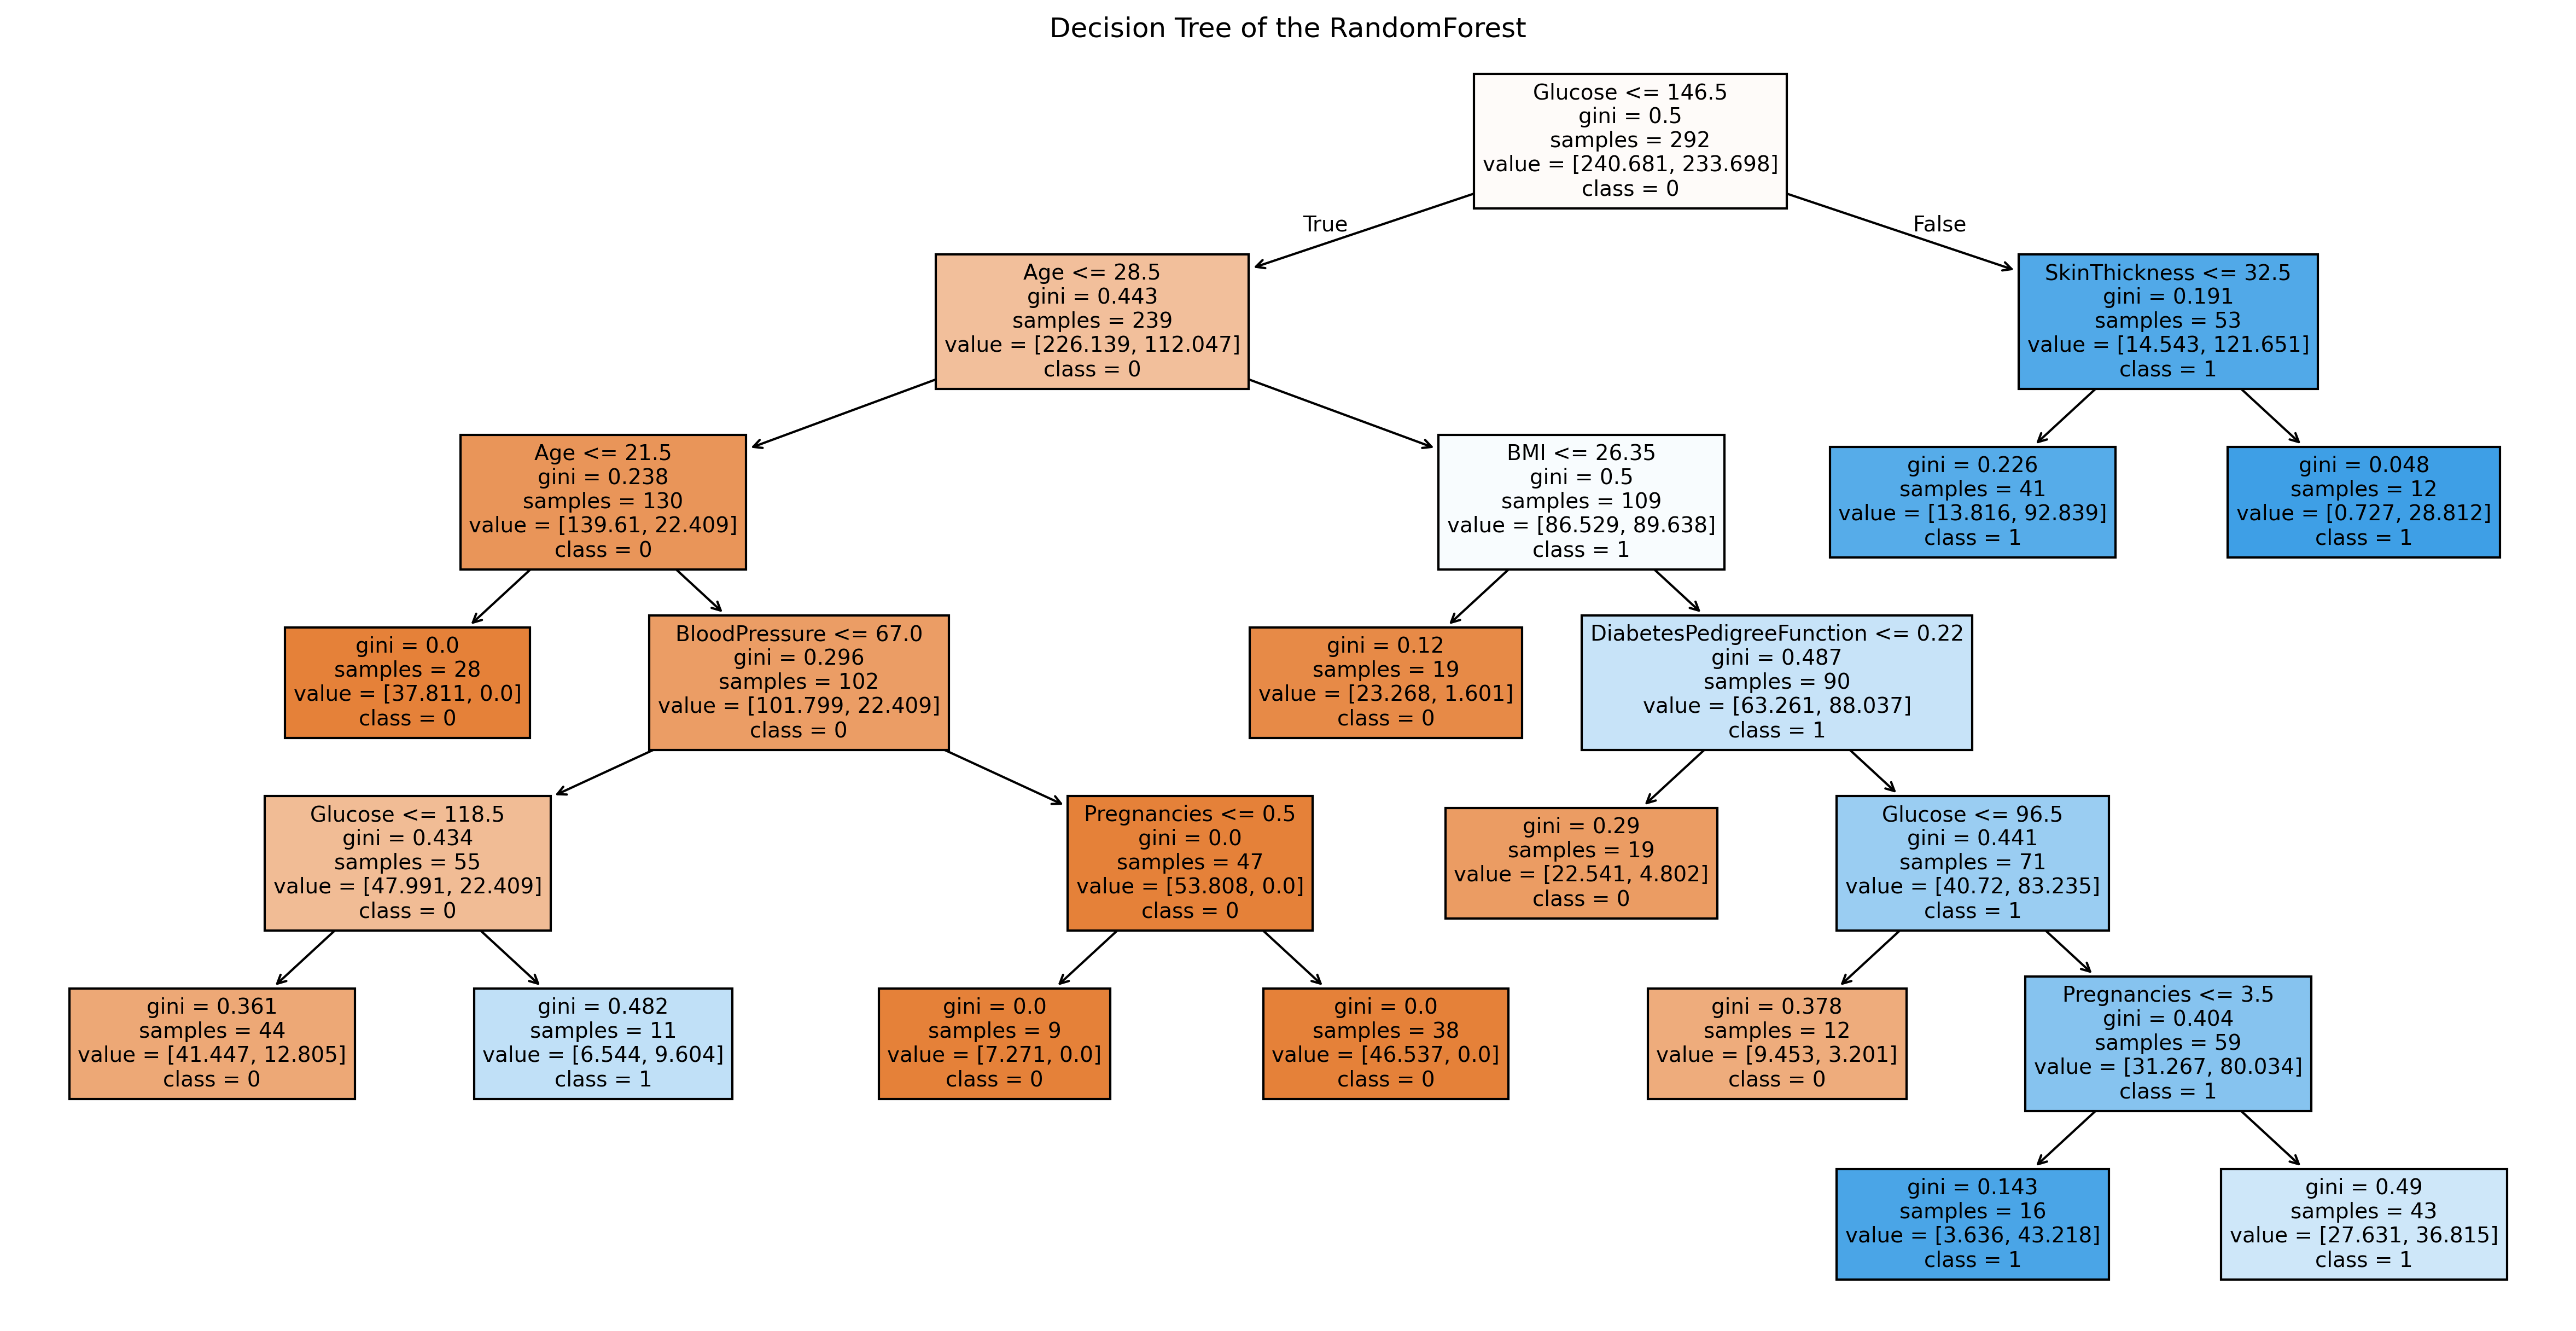 Decision Tree of the RandomForest
Glucose <= 146.5
gini = 0.5
samples = 292
value = [240.681, 233.698]
class = 0
True
False
Age <= 28.5
gini = 0.443
samples = 239
value = [226.139, 112.047]
class = 0
SkinThickness <= 32.5
gini = 0.191
samples = 53
value = [14.543, 121.651]
class = 1
Age <= 21.5
gini = 0.238
samples = 130
value = [139.61, 22.409]
class = 0
BMI <= 26.35
gini = 0.5
samples = 109
value = [86.529, 89.638]
class = 1
gini = 0.226
samples = 41
value = [13.816, 92.839]
class = 1
gini = 0.048
samples = 12
value = [0.727, 28.812]
class = 1
gini = 0.0
samples = 28
value = [37.811, 0.0]
class = 0
BloodPressure <= 67.0
gini = 0.296
samples = 102
value = [101.799, 22.409]
class = 0
gini = 0.12
samples = 19
value = [23.268, 1.601]
class = 0
DiabetesPedigreeFunction <= 0.22
gini = 0.487
samples = 90
value = [63.261, 88.037]
class = 1
Glucose <= 118.5
gini = 0.434
samples = 55
value = [47.991, 22.409]
class = 0
Pregnancies <= 0.5
gini = 0.0
samples = 47
value = [53.808, 0.0]
class = 0
gini = 0.29
samples = 19
value = [22.541, 4.802]
class = 0
Glucose <= 96.5
gini = 0.441
samples = 71
value = [40.72, 83.235]
class = 1
gini = 0.361
samples = 44
value = [41.447, 12.805]
class = 0
gini = 0.482
samples = 11
value = [6.544, 9.604]
class = 1
gini = 0.0
samples = 9
value = [7.271, 0.0]
class = 0
gini = 0.0
samples = 38
value = [46.537, 0.0]
class = 0
gini = 0.378
samples = 12
value = [9.453, 3.201]
class = 0
Pregnancies <= 3.5
gini = 0.404
samples = 59
value = [31.267, 80.034]
class = 1
gini = 0.143
samples = 16
value = [3.636, 43.218]
class = 1
gini = 0.49
samples = 43
value = [27.631, 36.815]
class = 1